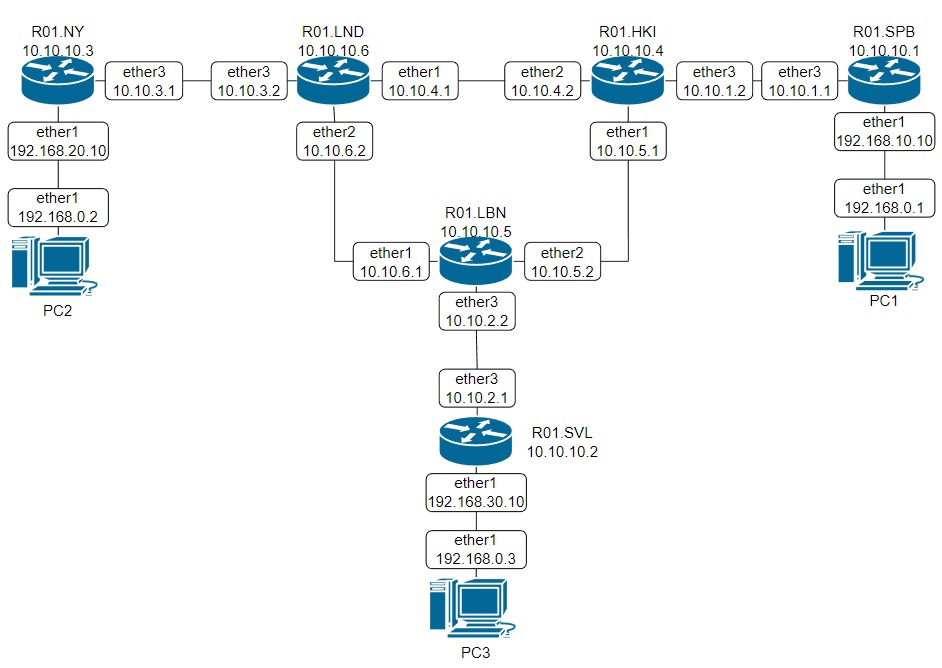 R01.NY
10.10.10.3
R01.LND
10.10.10.6
R01.HKI
10.10.10.4
R01.SPB
10.10.10.1
ether3
10.10.3.1
ether3
10.10.3.2
ether1
10.10.4.1
ether2
10.10.4.2
ether3
10.10.1.2
ether3
10.10.1.1
ether1
192.168.20.10
ether2
10.10.6.2
ether1
10.10.5.1
ether1
192.168.10.10
ether1
192.168.0.2
ether1
192.168.0.1
R01.LBN
10.10.10.5
ether1
10.10.6.1
ether2
10.10.5.2
PC2
PC1
ether3
10.10.2.2
ether3
10.10.2.1
R01.SVL
10.10.10.2
ether1
192.168.30.10
ether1
192.168.0.3
PC3